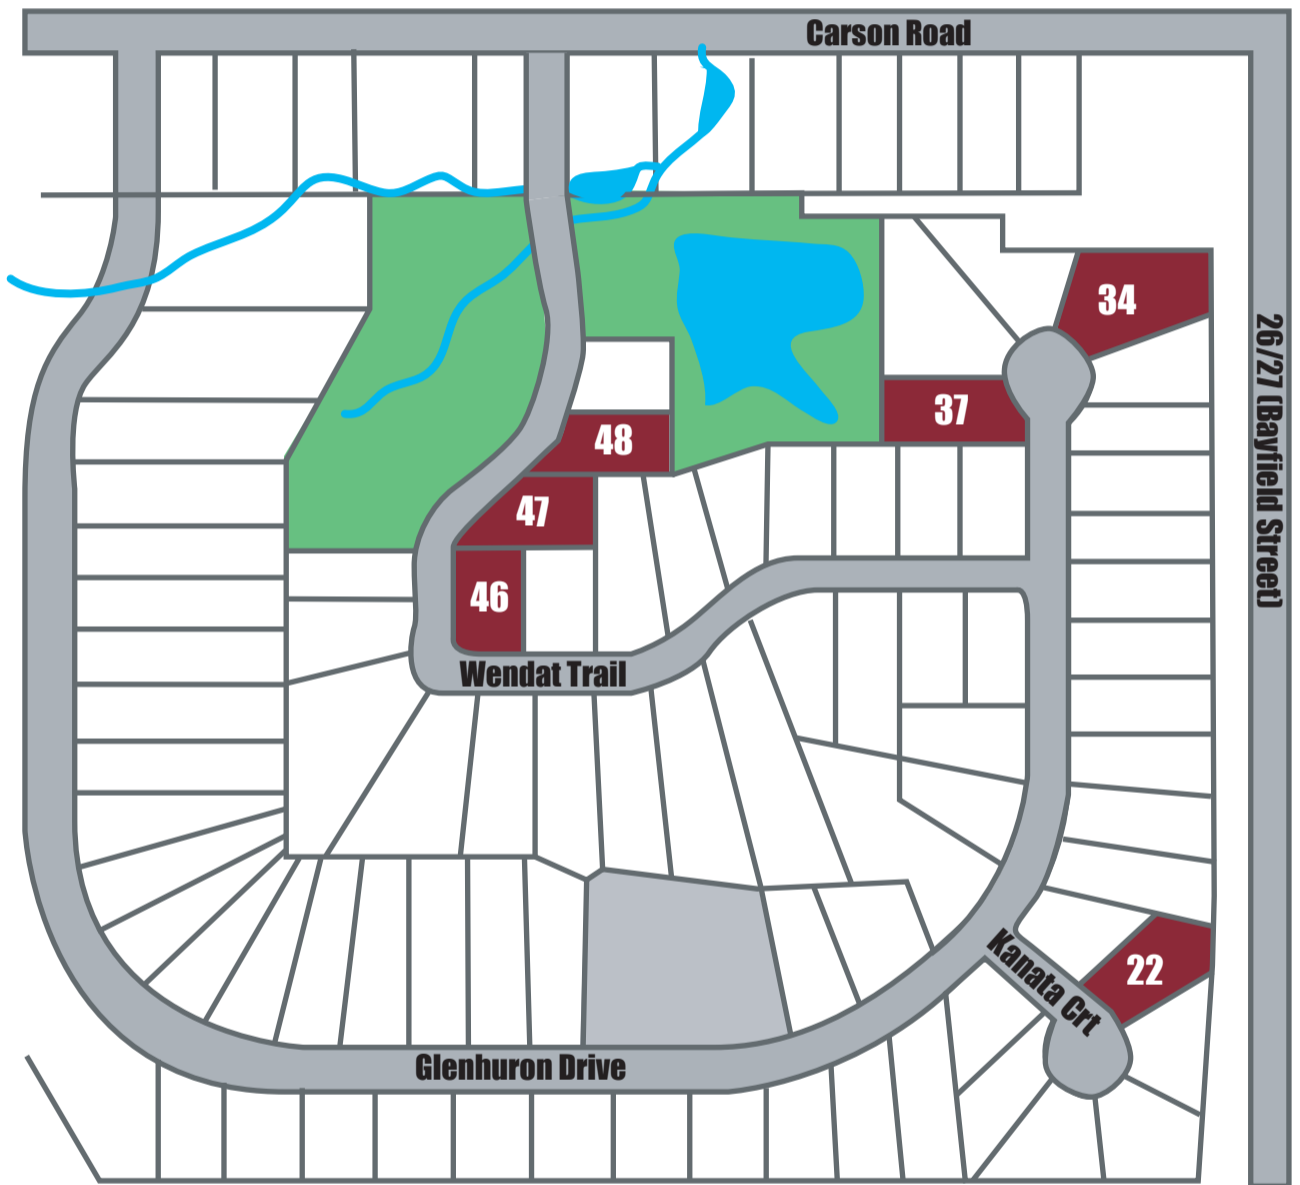 Carson Road
34
26/27 (Bayfield Street)
37
48
47
46
Wendat Trail
22
Kanata Crt
Glenhuron Drive